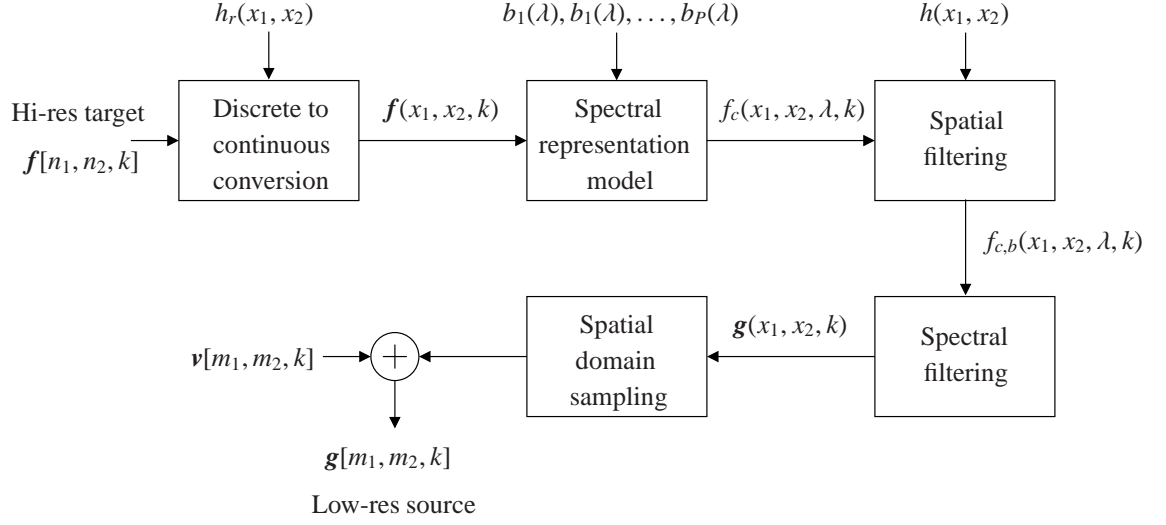 h_r(x_1, x_2)
b_1(λ), b_1(λ), . . . , b_P(λ)
h(x_1, x_2)
Hi-res target
f[n_1, n_2, k]
Discrete to
continuous
conversion
f(x_1, x_2, k)
Spectral
representation
model
f_c(x_1, x_2, λ, k)
Spatial
filtering
f_{c,b}(x_1, x_2, λ, k)
Spectral
filtering
g(x_1, x_2, k)
Spatial
domain
sampling
+
v[m_1, m_2, k]
g[m_1, m_2, k]
Low-res source